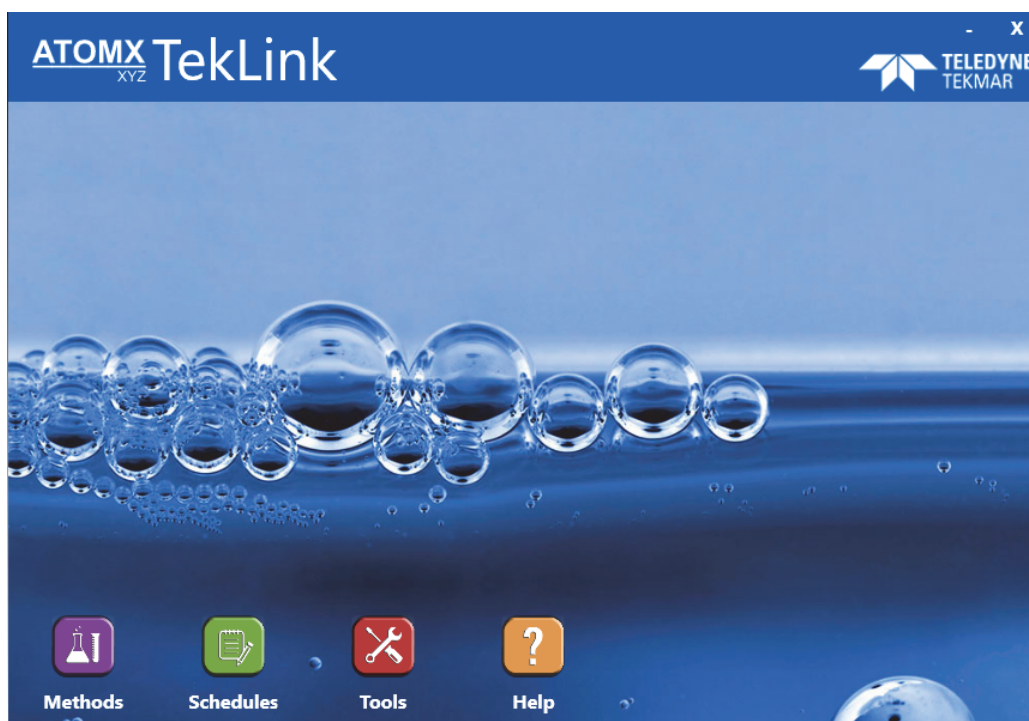 - X
ATOMX
XYZ
TekLink
TELEDYNE
TEKMAR
Methods
Schedules
Tools
? Help